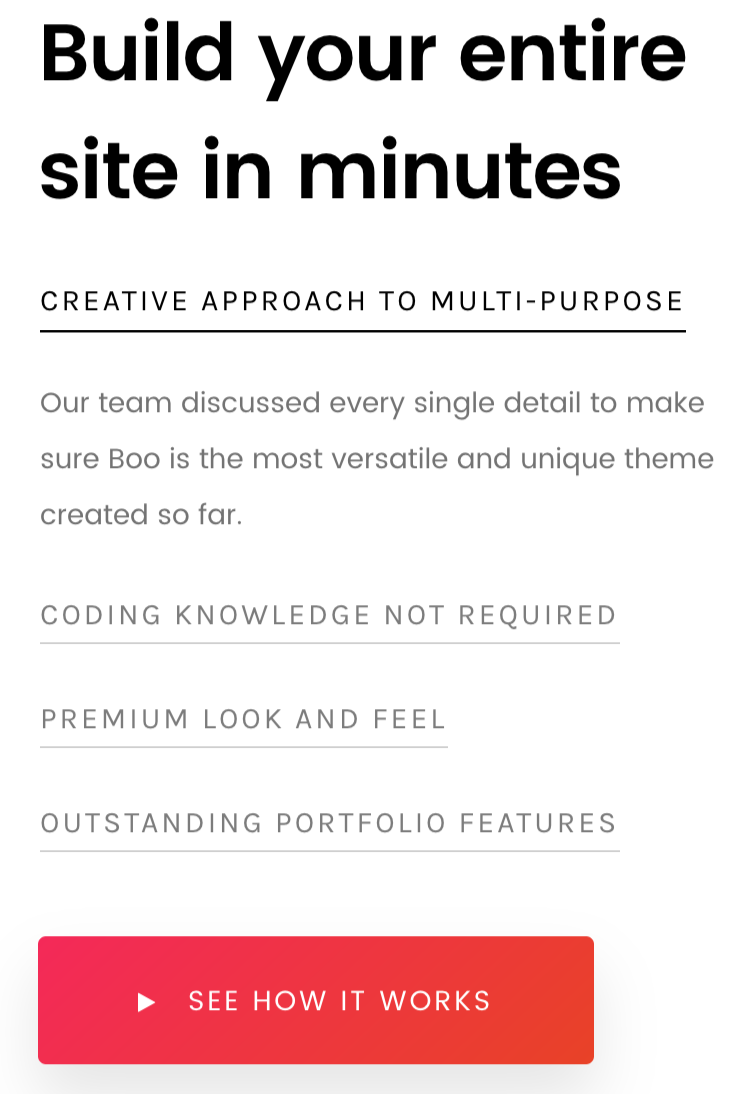 Build your entire
site in minutes
CREATIVE APPROACH TO MULTI-PURPOSE
Our team discussed every single detail to make
sure Boo is the most versatile and unique theme
created so far.
CODING KNOWLEDGE NOT REQUIRED
PREMIUM LOOK AND FEEL
OUTSTANDING PORTFOLIO FEATURES
SEE HOW IT WORKS